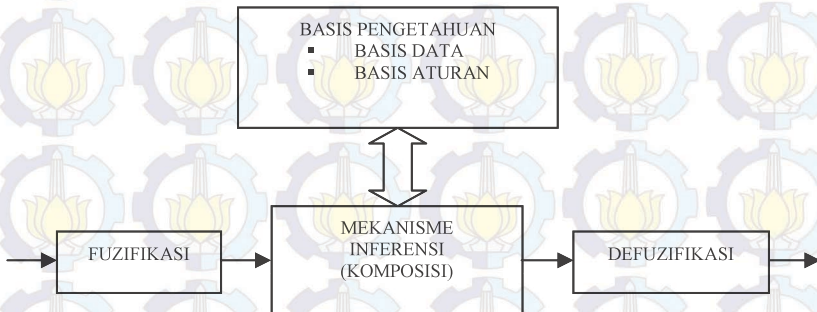 BASIS PENGETAHUAN
▪ BASIS DATA
▪ BASIS ATURAN
FUZIFIKASI
MEKANISME
INFERENSI
(KOMPOSISI)
DEFUZIFIKASI